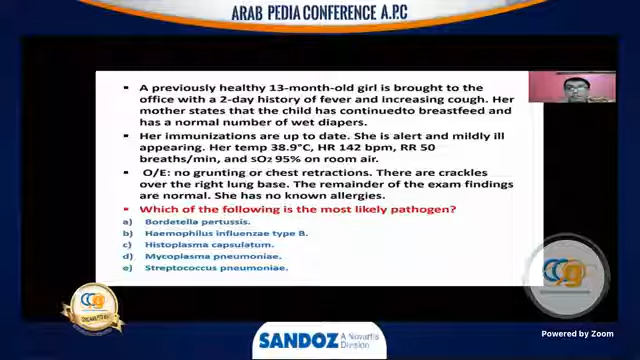 ARAB PEDIA CONFERENCE A.P.C
A previously healthy 13-month-old girl is brought to the
office with a 2-day history of fever and increasing cough. Her
mother states that the child has continuedto breastfeed and
has a normal number of wet diapers.
Her immunizations are up to date. She is alert and mildly ill
appearing. Her temp 38.9°C, HR 142 bpm, RR 50
breaths/min, and sO2 95% on room air.
O/E: no grunting or chest retractions. There are crackles
over the right lung base. The remainder of the exam findings
are normal. She has no known allergies.
Which of the following is the most likely pathogen?
a) Bordetella pertussis.
b) Haemophilus influenzae type B.
c) Histoplasma capsulatum.
d) Mycoplasma pneumoniae.
e) Streptococcus pneumoniae.
SANDOZ A Novartis
Division
Powered by Zoom